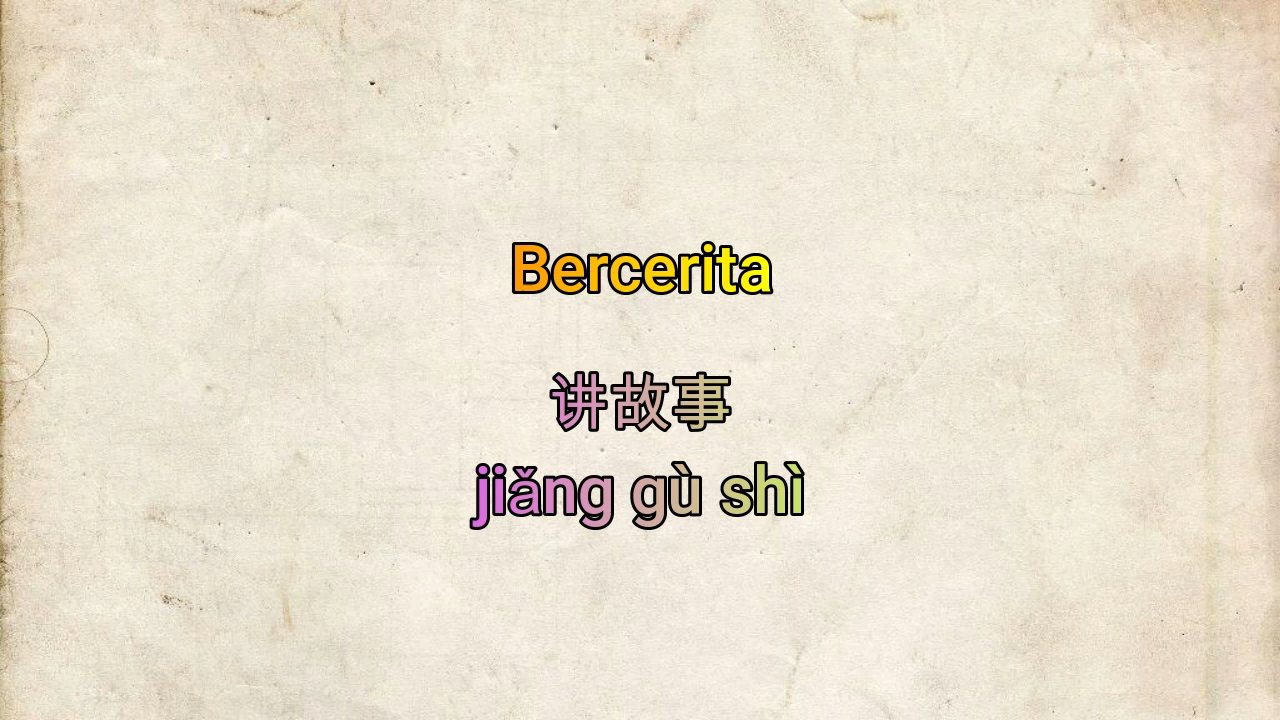 Bercerita
讲故事
jiǎng gù shì